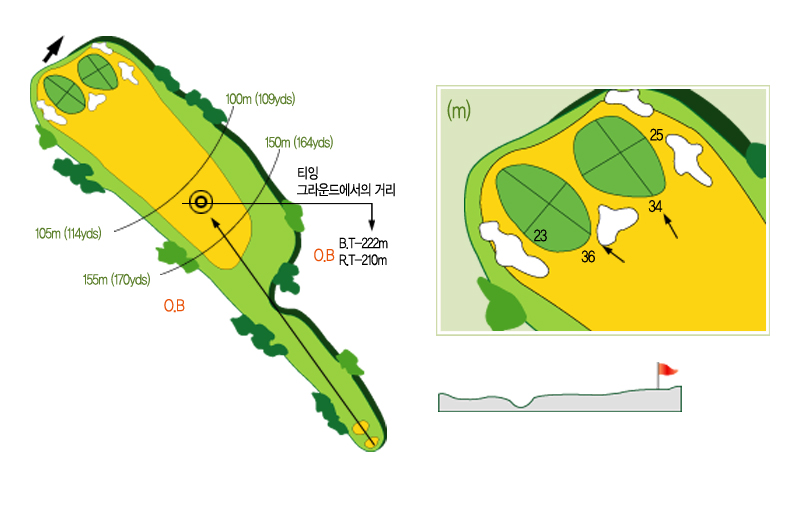 100m (109yds)
150m (164yds)
티잉
그라운드에서의 거리
105m (114yds)
O.B
B.T-222m
R.T-210m
155m (170yds)
O.B
(m)
25
34
23
36